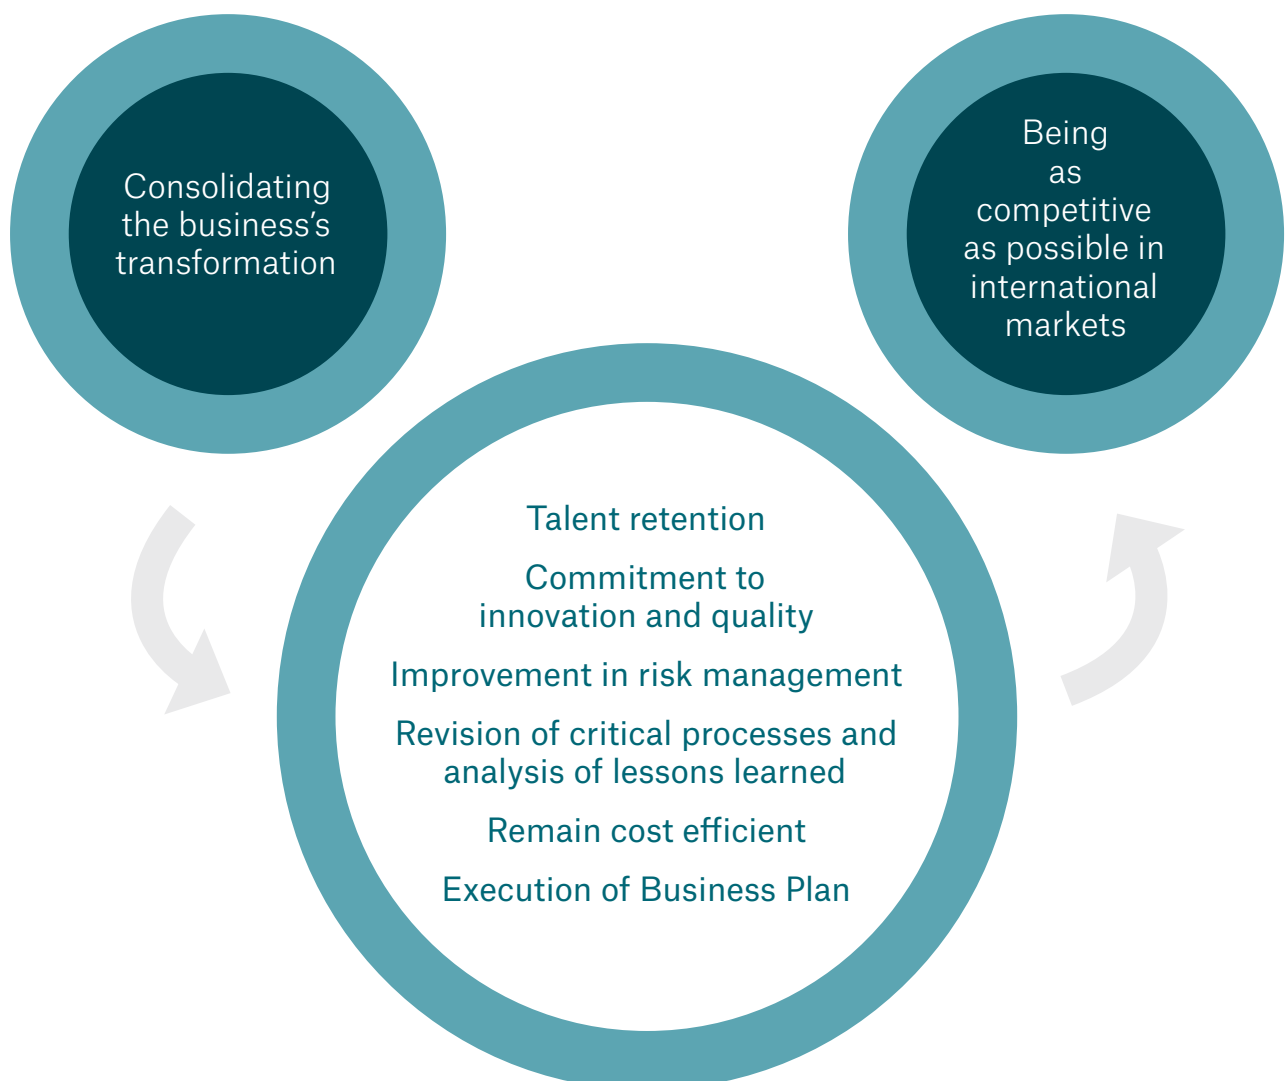 Consolidating
the business’s
transformation
Being
as
competitive
as possible in
international
markets
Talent retention
Commitment to
innovation and quality
Improvement in risk management
Revision of critical processes and
analysis of lessons learned
Remain cost efficient
Execution of Business Plan